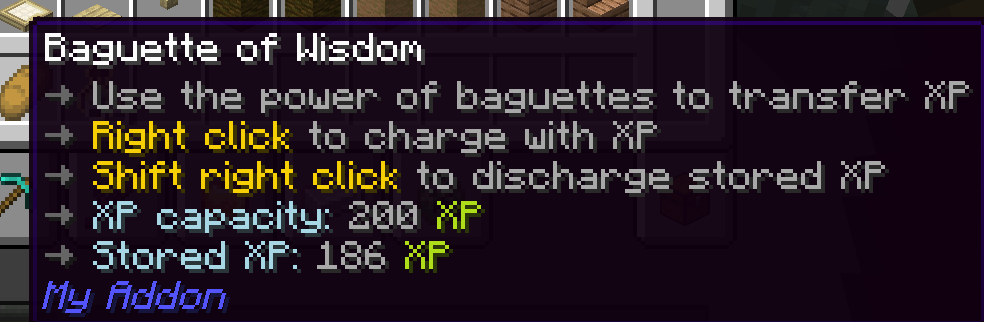 Baguette of Wisdom
→ Use the power of baguettes to transfer XP
→ Right click to charge with XP
→ Shift right click to discharge stored XP
→ XP capacity: 200 XP
→ Stored XP: 186 XP
My Addon